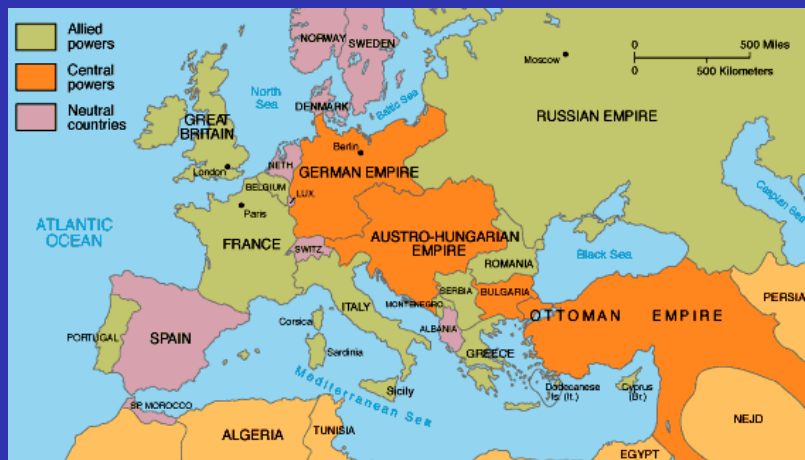 Allied
powers
Central
powers
Neutral
countries
NORWAY
SWEDEN
Moscow
0 500 Miles
0 500 Kilometers
North
Sea
DENMARK
Baltic Sea
RUSSIAN EMPIRE
GREAT
BRITAIN
London
NETH
Berlin
GERMAN EMPIRE
BELGIUM
LUX.
Paris
ATLANTIC
OCEAN
FRANCE
SWITZ.
AUSTRO-HUNGARIAN
EMPIRE
Caspian Sea
Black Sea
ROMANIA
SERBIA
BULGARIA
MONTENEGRO
ITALY
PERSIA
OTTOMAN EMPIRE
Corsica
ALBANIA
PORTUGAL
SPAIN
Sardinia
GREECE
Mediterranean Sea
Sicily
Dodecanese
Is. (It.)
Cyprus
(Br.)
SP. MOROCCO
ALGERIA
TUNISIA
NEJD
EGYPT